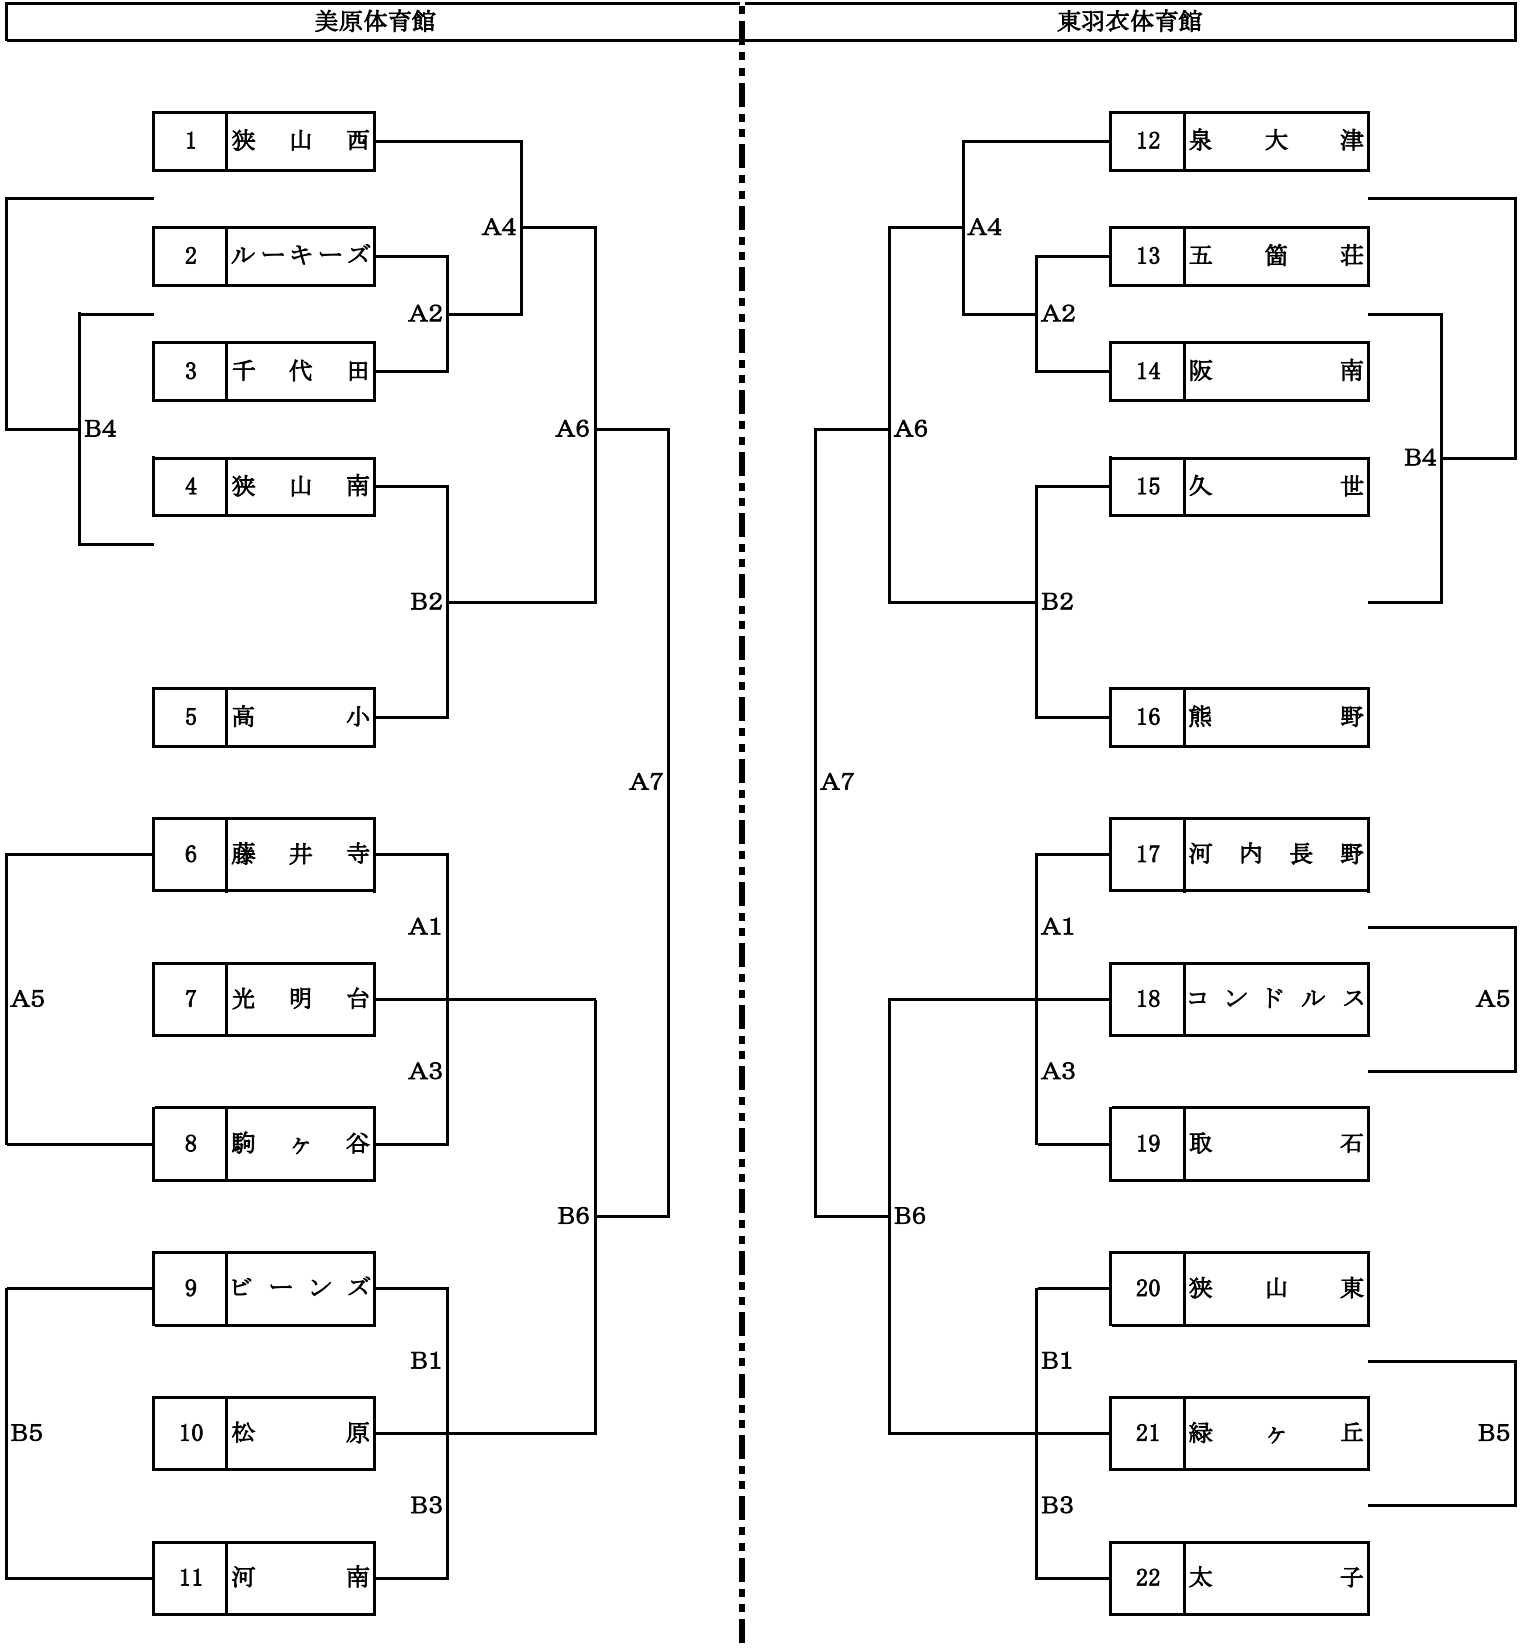 美原体育館 東羽衣体育館
1 狭山西 12 泉大津
A4 A4
2 ルーキーズ 13 五箇荘
A2 A2
3 千代田 14 阪南
B4 A6 A6
B4
4 狭山南 15 久世
B2 B2
5 高小 16 熊野
A7 A7
6 藤井寺 17 河内長野
A1 A1
A5 7 光明台 18 コンドルス A5
A3 A3
8 駒ヶ谷 19 取石
B6 B6
9 ビーンズ 20 狭山東
B1 B1
B5 10 松原 21 緑ヶ丘 B5
B3 B3
11 河南 22 太子